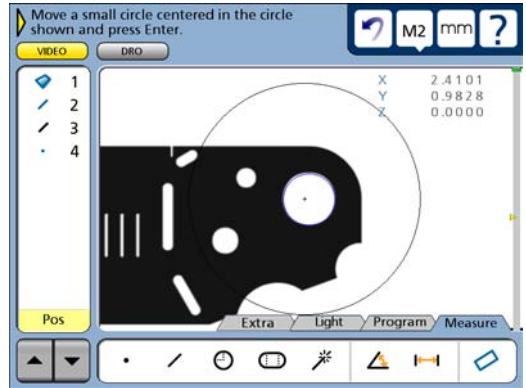 Move a small circle centered in the circle
shown and press Enter.
M2
mm
?
VIDEO
DRO
1
2
3
4
X 2.4101
Y 0.9828
Z 0.0000
Pos
Extra
Light
Program
Measure